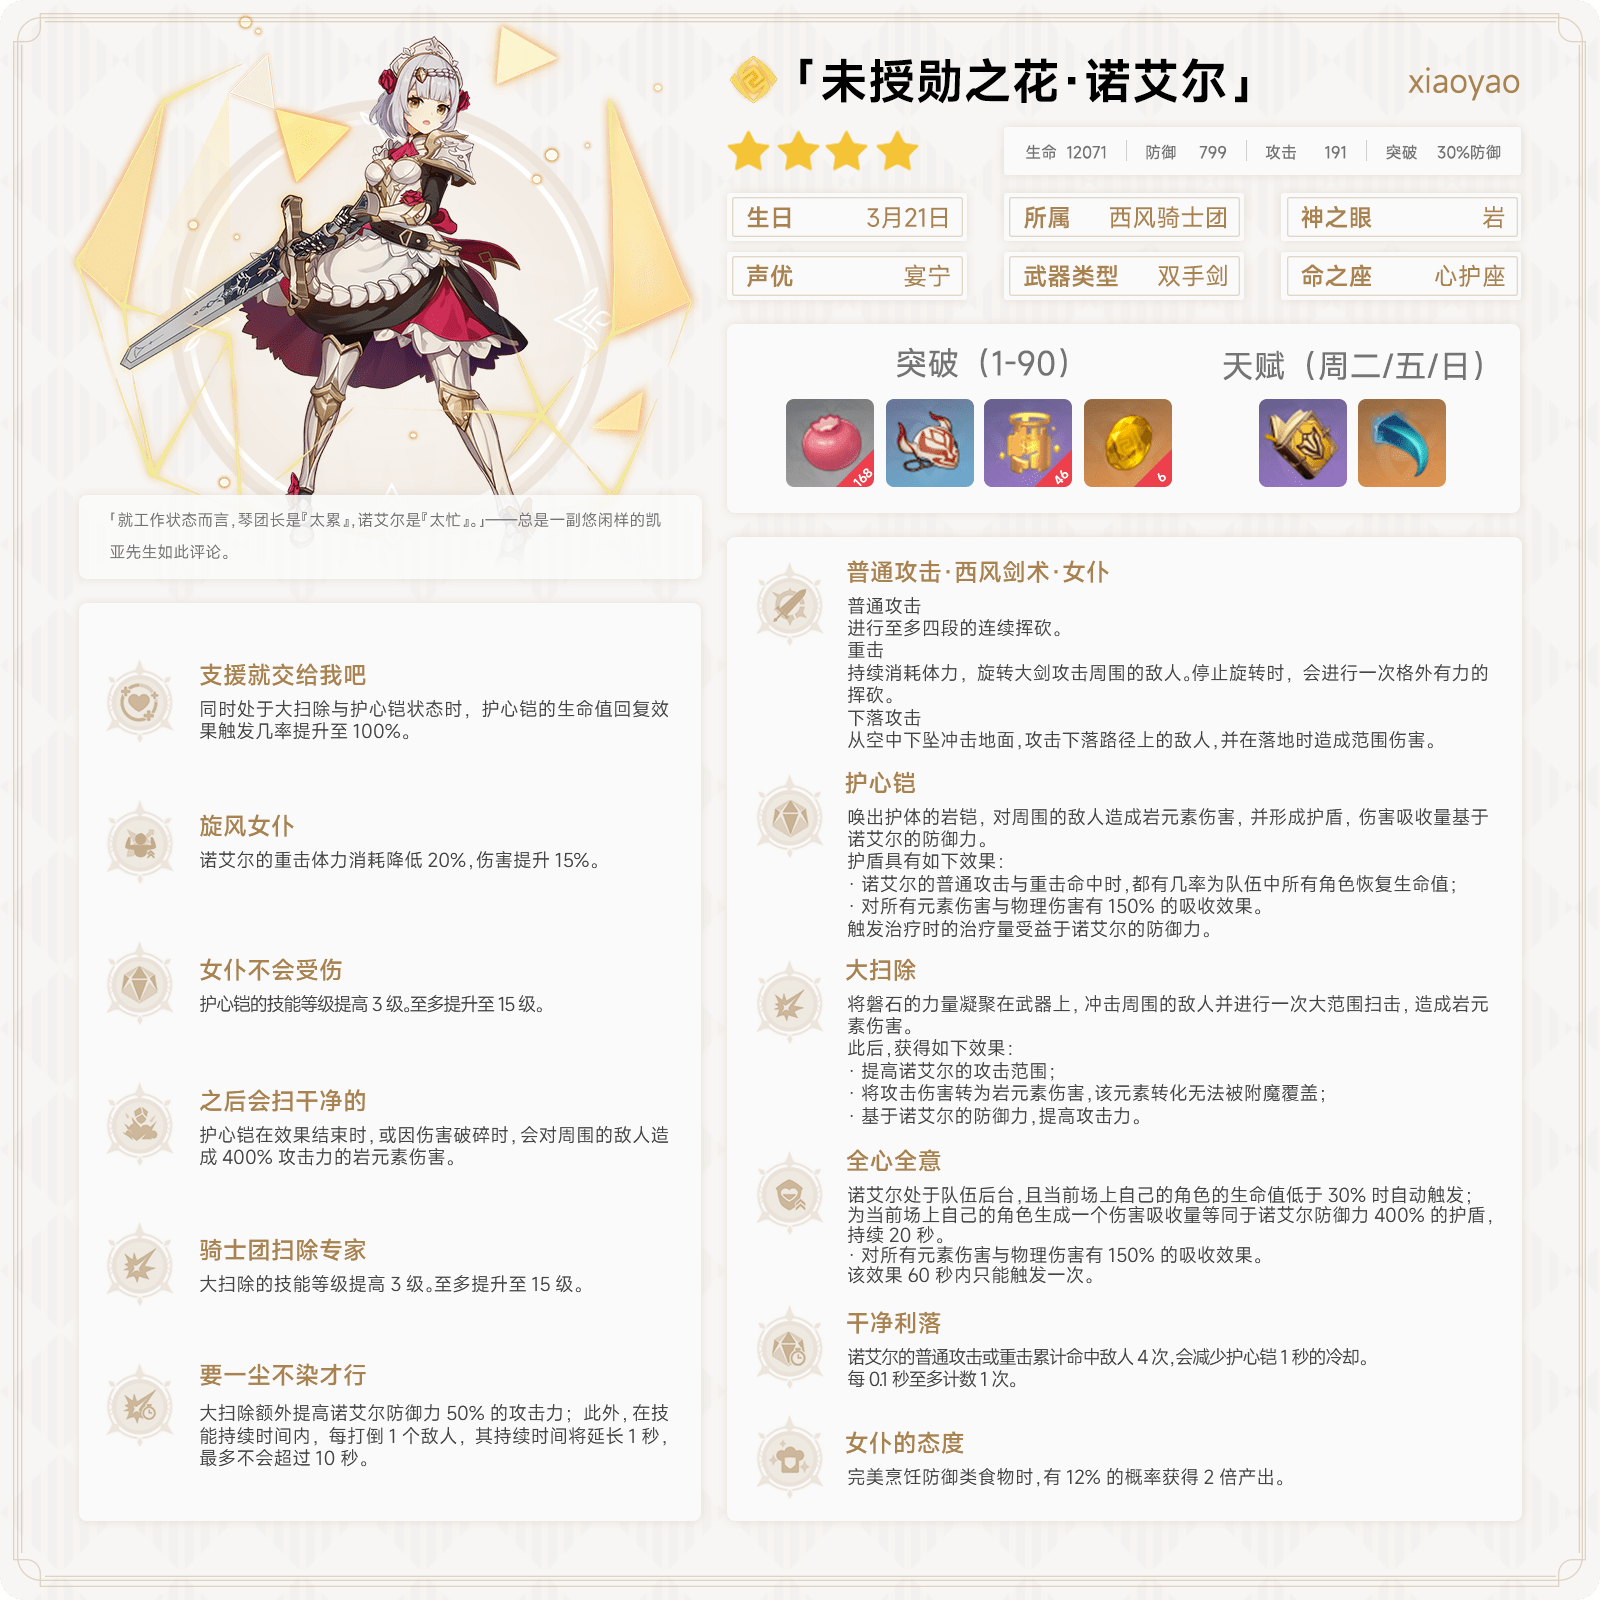 「未授勋之花·诺艾尔」
xiaoyao
生命 12071 防御 799 攻击 191 突破 30%防御
生日 3月21日 所属 西风骑士团 神之眼 岩
声优 宴宁 武器类型 双手剑 命之座 心护座
突破（1-90） 天赋（周二/五/日）
168 46 6
「就工作状态而言,琴团长是『太累』,诺艾尔是『太忙』。」——总是一副悠闲样的凯
亚先生如此评论。
支援就交给我吧
同时处于大扫除与护心铠状态时，护心铠的生命值回复效
果触发几率提升至 100%。
旋风女仆
诺艾尔的重击体力消耗降低 20%,伤害提升 15%。
女仆不会受伤
护心铠的技能等级提高 3 级。至多提升至 15 级。
之后会扫干净的
护心铠在效果结束时,或因伤害破碎时,会对周围的敌人造
成 400% 攻击力的岩元素伤害。
骑士团扫除专家
大扫除的技能等级提高 3 级。至多提升至 15 级。
要一尘不染才行
大扫除额外提高诺艾尔防御力 50% 的攻击力；此外,在技
能持续时间内，每打倒 1 个敌人，其持续时间将延长 1 秒,
最多不会超过 10 秒。
普通攻击·西风剑术·女仆
普通攻击
进行至多四段的连续挥砍。
重击
持续消耗体力，旋转大剑攻击周围的敌人。停止旋转时，会进行一次格外有力的
挥砍。
下落攻击
从空中下坠冲击地面,攻击下落路径上的敌人,并在落地时造成范围伤害。
护心铠
唤出护体的岩铠，对周围的敌人造成岩元素伤害，并形成护盾，伤害吸收量基于
诺艾尔的防御力。
护盾具有如下效果：
· 诺艾尔的普通攻击与重击命中时,都有几率为队伍中所有角色恢复生命值；
· 对所有元素伤害与物理伤害有 150% 的吸收效果。
触发治疗时的治疗量受益于诺艾尔的防御力。
大扫除
将磐石的力量凝聚在武器上，冲击周围的敌人并进行一次大范围扫击，造成岩元
素伤害。
此后,获得如下效果：
· 提高诺艾尔的攻击范围；
· 将攻击伤害转为岩元素伤害,该元素转化无法被附魔覆盖；
· 基于诺艾尔的防御力,提高攻击力。
全心全意
诺艾尔处于队伍后台,且当前场上自己的角色的生命值低于 30% 时自动触发；
为当前场上自己的角色生成一个伤害吸收量等同于诺艾尔防御力 400% 的护盾,
持续 20 秒。
· 对所有元素伤害与物理伤害有 150% 的吸收效果。
该效果 60 秒内只能触发一次。
干净利落
诺艾尔的普通攻击或重击累计命中敌人 4 次,会减少护心铠 1 秒的冷却。
每 0.1 秒至多计数 1 次。
女仆的态度
完美烹饪防御类食物时,有 12% 的概率获得 2 倍产出。